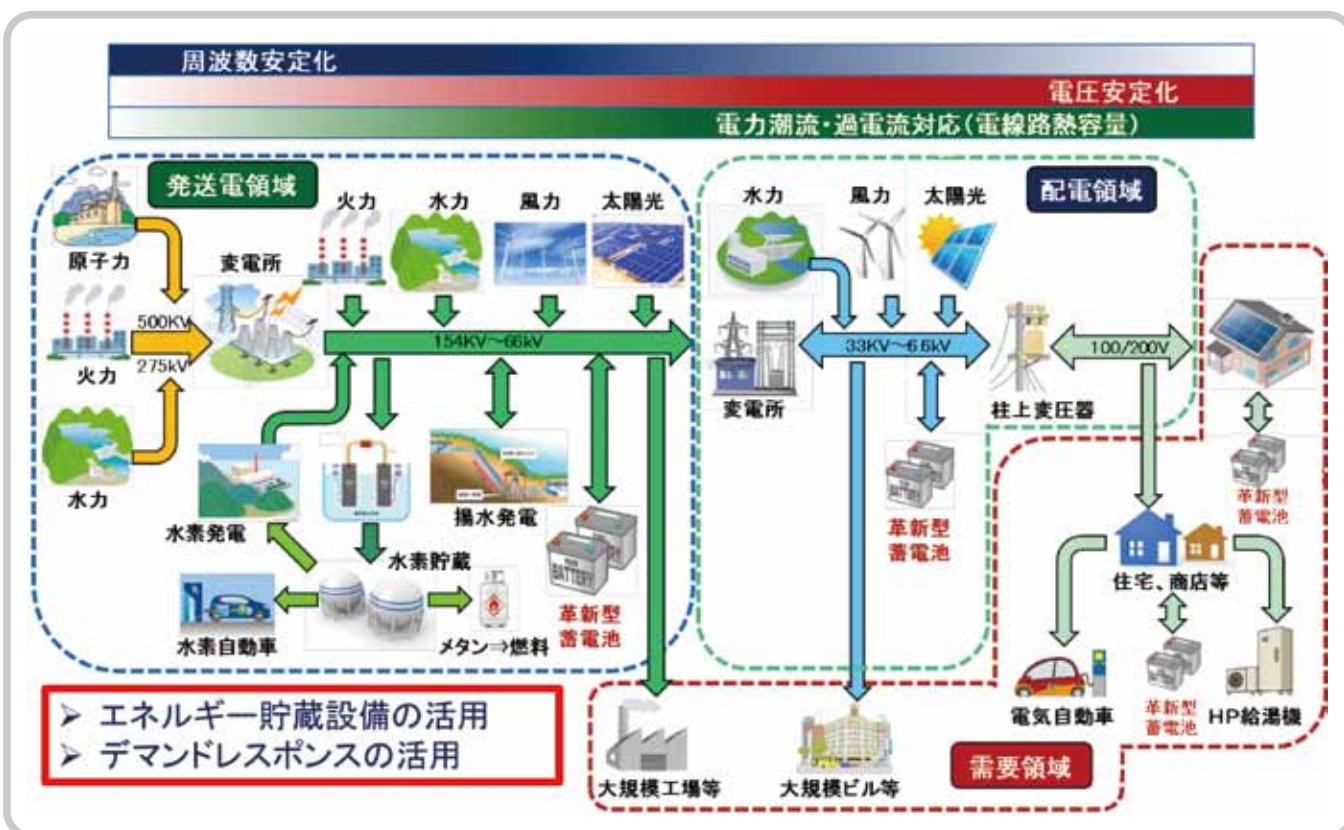 周波数安定化
電圧安定化
電力潮流・過電流対応(電線路熱容量)
発送電領域
原子力
火力
水力
500KV
275kV
変電所
火力
水力
風力
太陽光
154KV～66kV
水素発電
揚水発電
水素貯蔵
水素自動車
メタン⇒燃料
BATTERY
革新型
蓄電池
配電領域
水力
風力
太陽光
変電所
33KV～6.6kV
柱上変圧器
100/200V
革新型
蓄電池
革新型
蓄電池
住宅、商店等
電気自動車
革新型
蓄電池
HP給湯機
需要領域
大規模工場等
大規模ビル等
➢ エネルギー貯蔵設備の活用
➢ デマンドレスポンスの活用